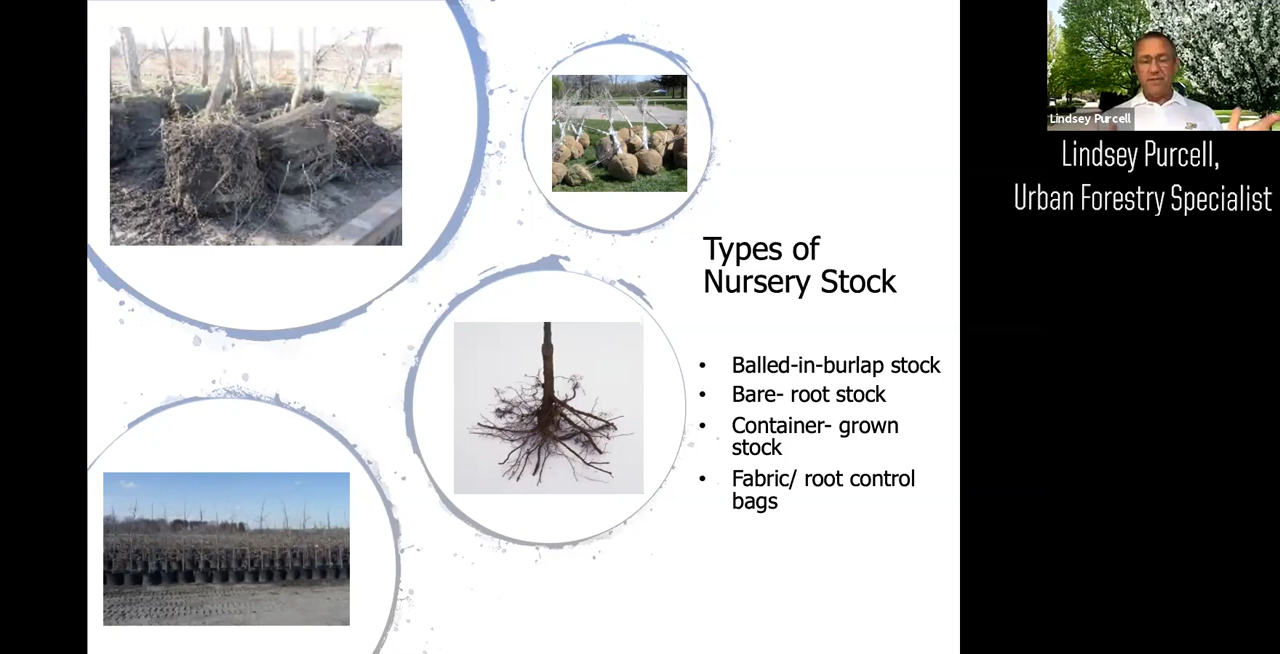 Types of
Nursery Stock
• Balled-in-burlap stock
• Bare- root stock
• Container- grown
stock
• Fabric/ root control
bags
Lindsey Purcell
Lindsey Purcell,
Urban Forestry Specialist